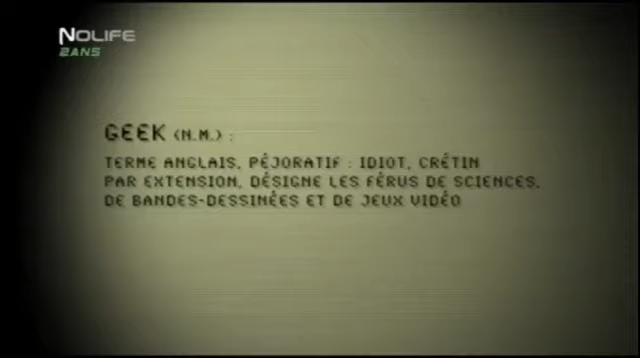 NOLIFE
2ANS
GEEK (N.M.) :
TERME ANGLAIS, PÉJORATIF : IDIOT, CRÉTIN
PAR EXTENSION, DÉSIGNE LES FÉRUS DE SCIENCES,
DE BANDES-DESSINÉES ET DE JEUX VIDÉO